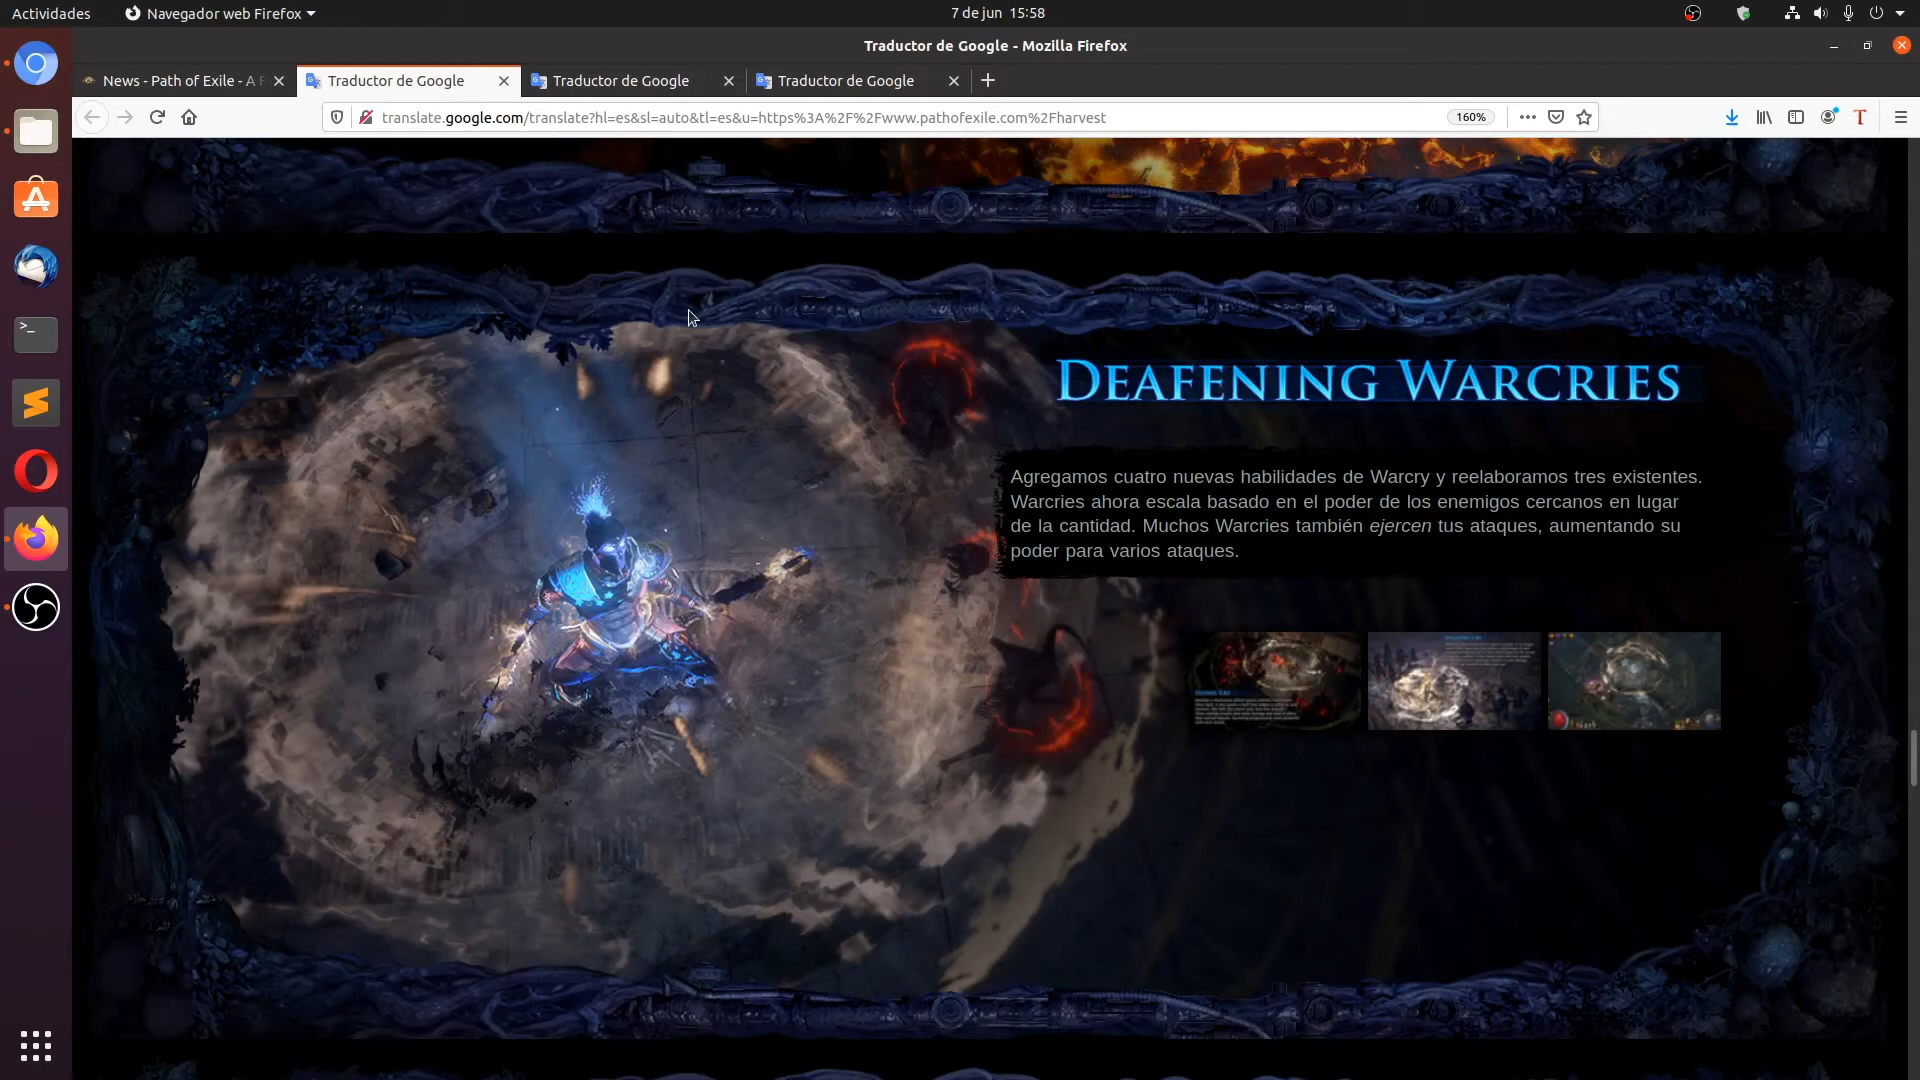 Actividades
Navegador web Firefox
7 de jun 15:58
Traductor de Google - Mozilla Firefox
News - Path of Exile - A F
Traductor de Google
Traductor de Google
Traductor de Google
translate.google.com/translate?hl=es&sl=auto&tl=es&u=https%3A%2F%2Fwww.pathofexile.com%2Fharvest
160%
DEAFENING WARCRIES
Agregamos cuatro nuevas habilidades de Warcry y reelaboramos tres existentes.
Warcries ahora escala basado en el poder de los enemigos cercanos en lugar
de la cantidad. Muchos Warcries también ejercen tus ataques, aumentando su
poder para varios ataques.